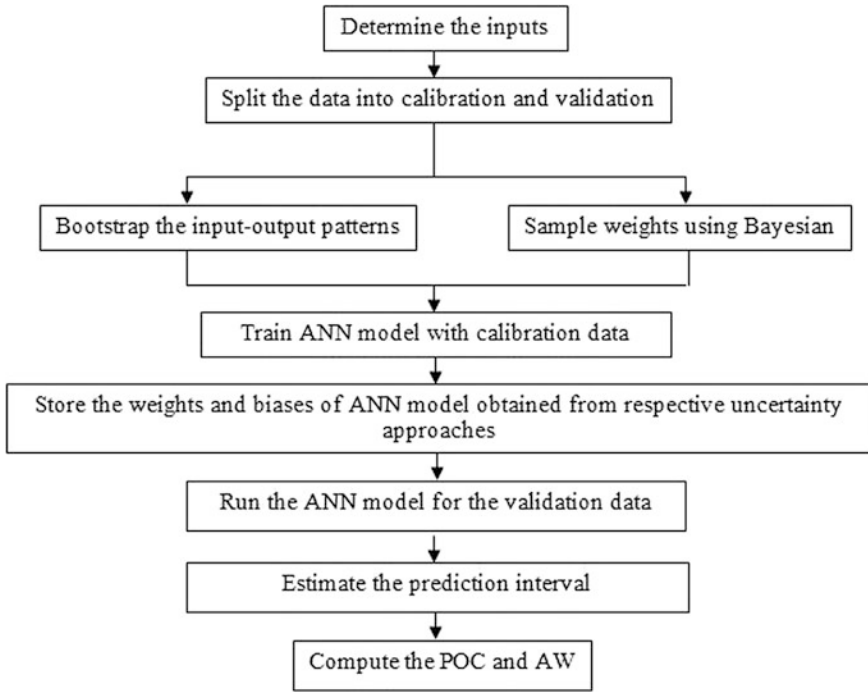 Determine the inputs
Split the data into calibration and validation
Bootstrap the input-output patterns
Sample weights using Bayesian
Train ANN model with calibration data
Store the weights and biases of ANN model obtained from respective uncertainty
approaches
Run the ANN model for the validation data
Estimate the prediction interval
Compute the POC and AW